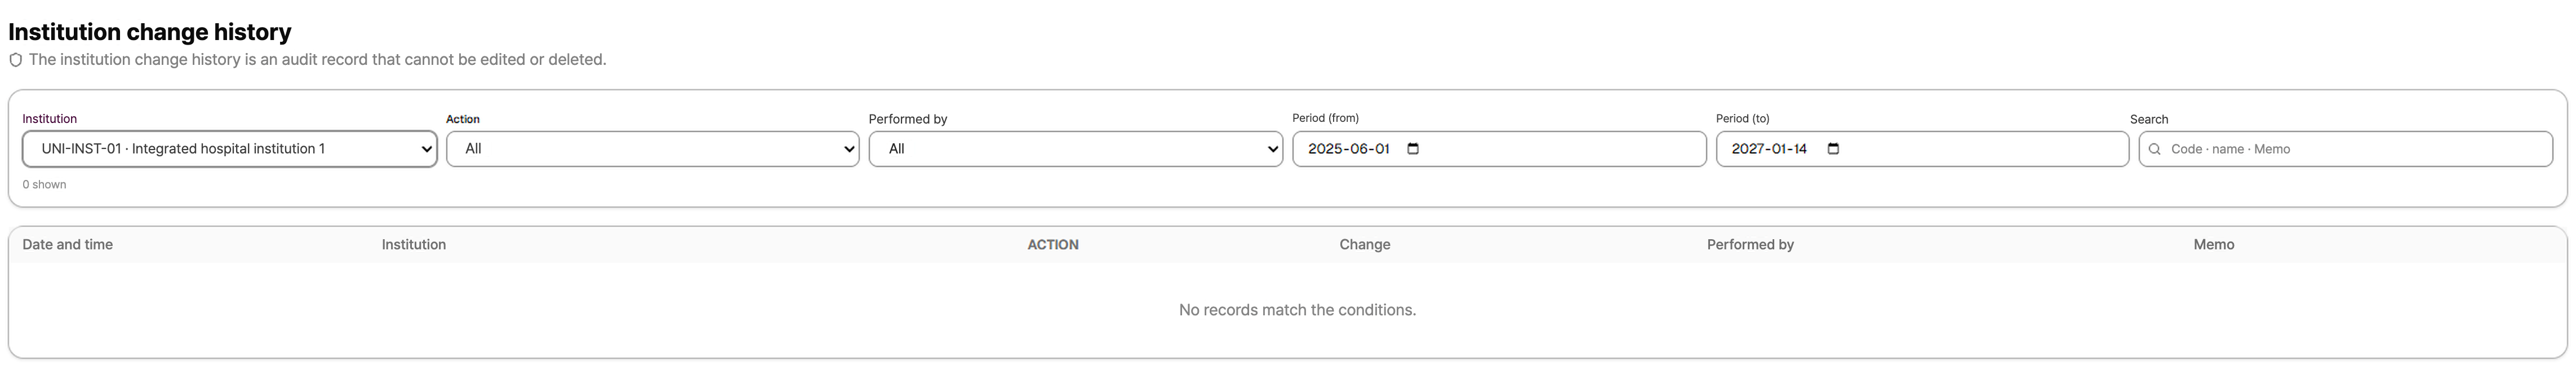 Institution change history
The institution change history is an audit record that cannot be edited or deleted.
Institution
Action
Performed by
Period (from)
Period (to)
Search
UNI-INST-01 · Integrated hospital institution 1
All
All
2025-06-01
2027-01-14
Code · name · Memo
0 shown
Date and time
Institution
ACTION
Change
Performed by
Memo
No records match the conditions.